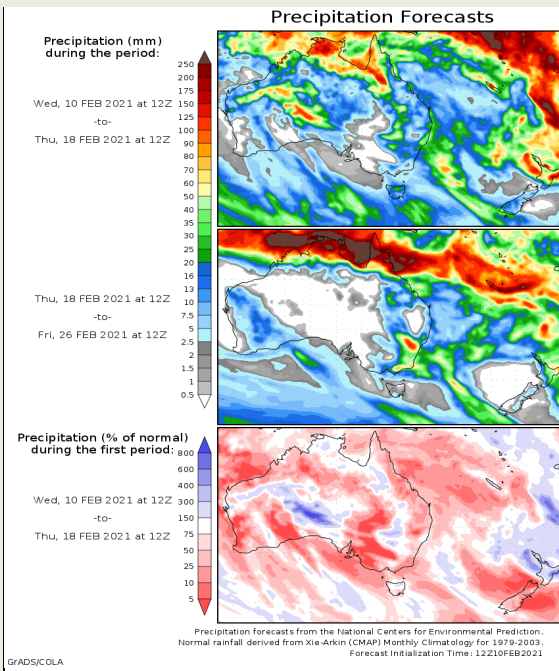 Precipitation Forecasts
Precipitation (mm)
during the period:
Wed, 10 FEB 2021 at 12Z
-to-
Thu, 18 FEB 2021 at 12Z
250
200
175
150
125
100
90
80
70
60
50
40
35
30
25
20
16
13
10
7.5
5
2.5
2
1.5
1
0.5
Thu, 18 FEB 2021 at 12Z
-to-
Fri, 26 FEB 2021 at 12Z
Precipitation (% of normal)
during the first period:
Wed, 10 FEB 2021 at 12Z
-to-
Thu, 18 FEB 2021 at 12Z
800
600
400
300
150
75
50
25
10
5
Precipitation forecasts from the National Centers for Environmental Prediction.
Normal rainfall derived from Xie-Arkin (CMAP) Monthly Climatology for 1979-2003.
Forecast Initialization Time: 12Z10FEB2021
GrADS/COLA